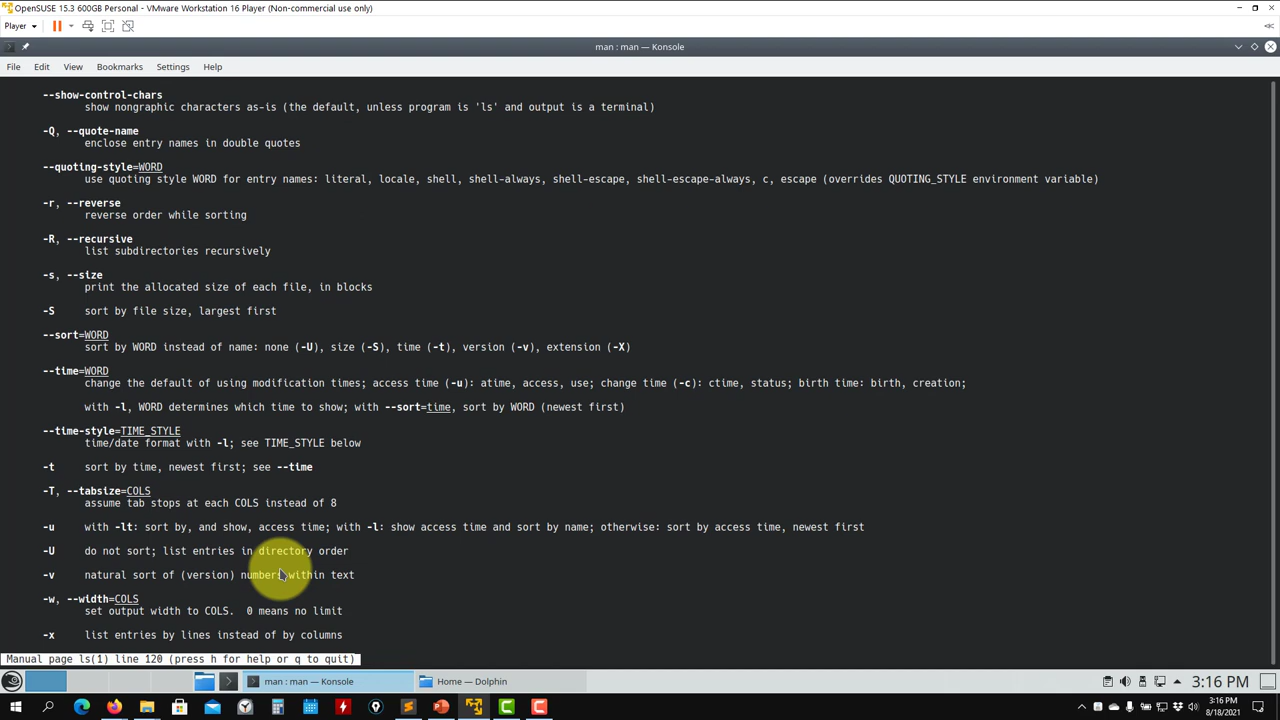 OpenSUSE 15.3 600GB Personal - VMware Workstation 16 Player (Non-commercial use only)
Player
man : man — Konsole
File Edit View Bookmarks Settings Help
--show-control-chars
show nongraphic characters as-is (the default, unless program is 'ls' and output is a terminal)
-Q, --quote-name
enclose entry names in double quotes
--quoting-style=WORD
use quoting style WORD for entry names: literal, locale, shell, shell-always, shell-escape, shell-escape-always, c, escape (overrides QUOTING_STYLE environment variable)
-r, --reverse
reverse order while sorting
-R, --recursive
list subdirectories recursively
-s, --size
print the allocated size of each file, in blocks
-S sort by file size, largest first
--sort=WORD
sort by WORD instead of name: none (-U), size (-S), time (-t), version (-v), extension (-X)
--time=WORD
change the default of using modification times; access time (-u): atime, access, use; change time (-c): ctime, status; birth time: birth, creation;
with -l, WORD determines which time to show; with --sort=time, sort by WORD (newest first)
--time-style=TIME_STYLE
time/date format with -l; see TIME_STYLE below
-t sort by time, newest first; see --time
-T, --tabsize=COLS
assume tab stops at each COLS instead of 8
-u with -lt: sort by, and show, access time; with -l: show access time and sort by name; otherwise: sort by access time, newest first
-U do not sort; list entries in directory order
-v natural sort of (version) numbers within text
-w, --width=COLS
set output width to COLS. 0 means no limit
-x list entries by lines instead of by columns
Manual page ls(1) line 120 (press h for help or q to quit)
man : man — Konsole
Home — Dolphin
3:16 PM
3:16 PM
8/18/2021